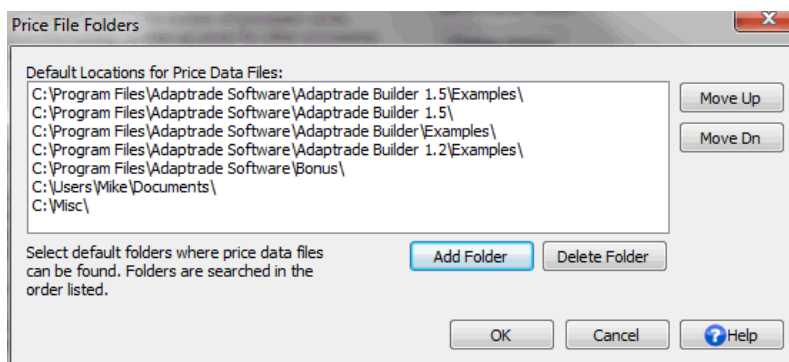 Price File Folders
Default Locations for Price Data Files:
C:\Program Files\Adaptrade Software\Adaptrade Builder 1.5\Examples\
C:\Program Files\Adaptrade Software\Adaptrade Builder 1.5\
C:\Program Files\Adaptrade Software\Adaptrade Builder\Examples\
C:\Program Files\Adaptrade Software\Adaptrade Builder 1.2\Examples\
C:\Program Files\Adaptrade Software\Bonus\
C:\Users\Mike\Documents\
C:\Misc\
Move Up
Move Dn
Select default folders where price data files
can be found. Folders are searched in the
order listed.
Add Folder
Delete Folder
OK
Cancel
Help